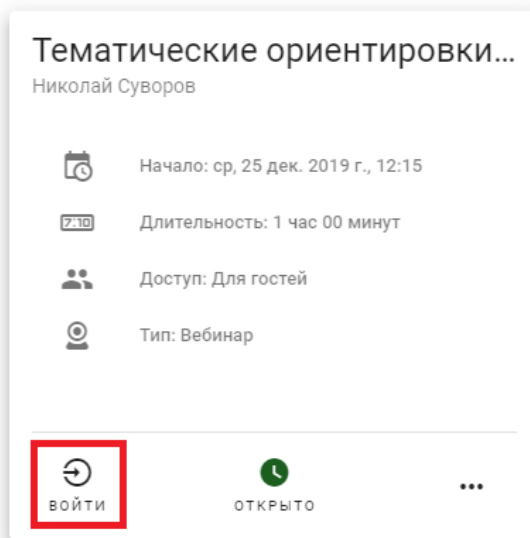 Тематические ориентировки...
Николай Суворов
Начало: ср, 25 дек. 2019 г., 12:15
7:10
Длительность: 1 час 00 минут
Доступ: Для гостей
Тип: Вебинар
ВОЙТИ
ОТКРЫТО